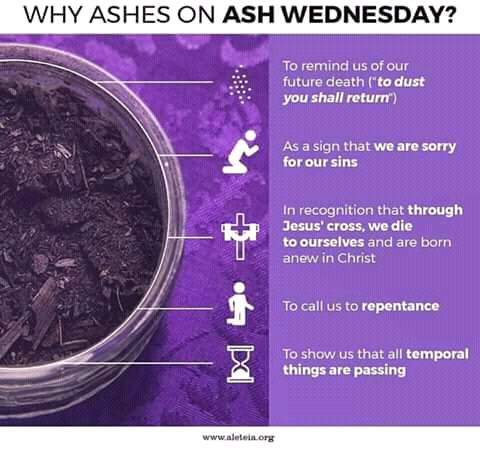 WHY ASHES ON ASH WEDNESDAY?
To remind us of our
future death ("to dust
you shall return")
As a sign that we are sorry
for our sins
In recognition that through
Jesus' cross, we die
to ourselves and are born
anew in Christ
To call us to repentance
To show us that all temporal
things are passing
www.aleteia.org